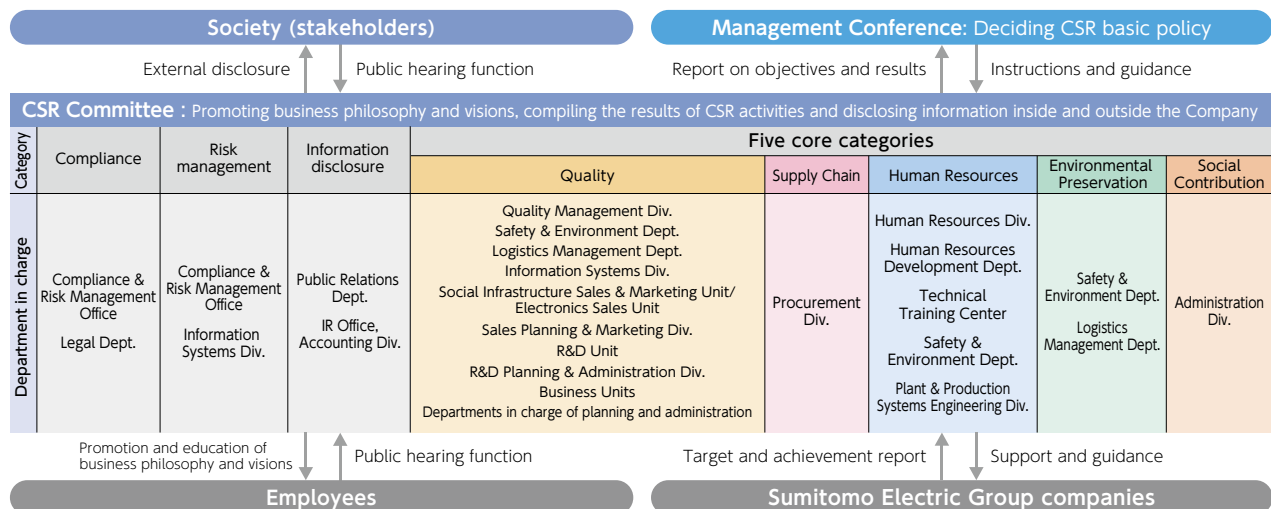 Society (stakeholders)
Management Conference: Deciding CSR basic policy
External disclosure
Public hearing function
Report on objectives and results
Instructions and guidance
CSR Committee : Promoting business philosophy and visions, compiling the results of CSR activities and disclosing information inside and outside the Company
Category
Compliance
Risk
management
Information
disclosure
Five core categories
Quality
Supply Chain
Human Resources
Environmental
Preservation
Social
Contribution
Department in charge
Compliance &
Risk Management
Office
Legal Dept.
Compliance &
Risk Management
Office
Information
Systems Div.
Public Relations
Dept.
IR Office,
Accounting Div.
Quality Management Div.
Safety & Environment Dept.
Logistics Management Dept.
Information Systems Div.
Social Infrastructure Sales & Marketing Unit/
Electronics Sales Unit
Sales Planning & Marketing Div.
R&D Unit
R&D Planning & Administration Div.
Business Units
Departments in charge of planning and administration
Procurement
Div.
Human Resources Div.
Human Resources
Development Dept.
Technical
Training Center
Safety &
Environment Dept.
Plant & Production
Systems Engineering Div.
Safety &
Environment Dept.
Logistics
Management Dept.
Administration
Div.
Promotion and education of
business philosophy and visions
Public hearing function
Target and achievement report
Support and guidance
Employees
Sumitomo Electric Group companies